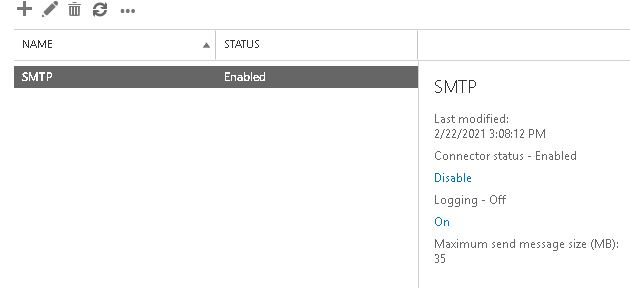 NAME STATUS
SMTP Enabled
SMTP
Last modified:
2/22/2021 3:08:12 PM
Connector status - Enabled
Disable
Logging - Off
On
Maximum send message size (MB):
35